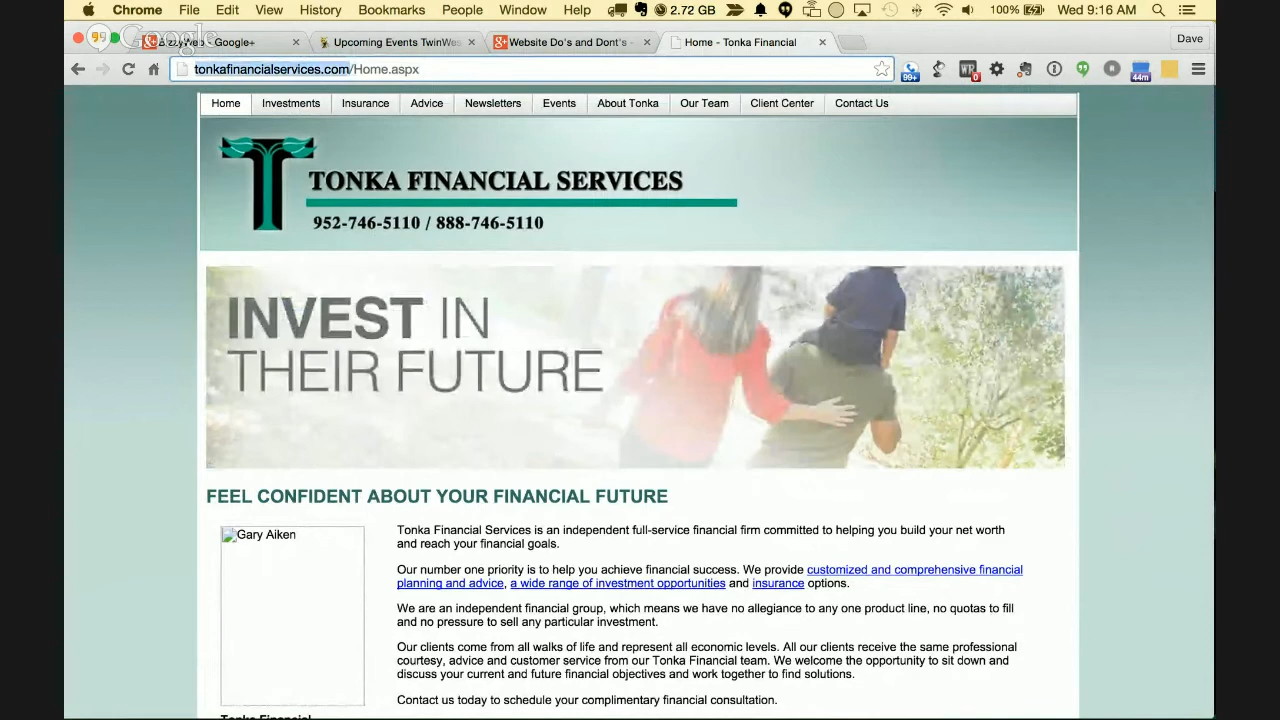 Chrome File Edit View History Bookmarks People Window Help 2.72 GB 100% Wed 9:16 AM
Google
BizzyWeb - Google+ Upcoming Events TwinWes Website Do's and Dont's - Home - Tonka Financial Dave
tonkafinancialservices.com/Home.aspx 99+ WR 0 44m
Home Investments Insurance Advice Newsletters Events About Tonka Our Team Client Center Contact Us
T
TONKA FINANCIAL SERVICES
952-746-5110 / 888-746-5110
INVEST IN
THEIR FUTURE
FEEL CONFIDENT ABOUT YOUR FINANCIAL FUTURE
Gary Aiken
Tonka Financial Services is an independent full-service financial firm committed to helping you build your net worth
and reach your financial goals.
Our number one priority is to help you achieve financial success. We provide customized and comprehensive financial
planning and advice, a wide range of investment opportunities and insurance options.
We are an independent financial group, which means we have no allegiance to any one product line, no quotas to fill
and no pressure to sell any particular investment.
Our clients come from all walks of life and represent all economic levels. All our clients receive the same professional
courtesy, advice and customer service from our Tonka Financial team. We welcome the opportunity to sit down and
discuss your current and future financial objectives and work together to find solutions.
Contact us today to schedule your complimentary financial consultation.
Tonka Financial